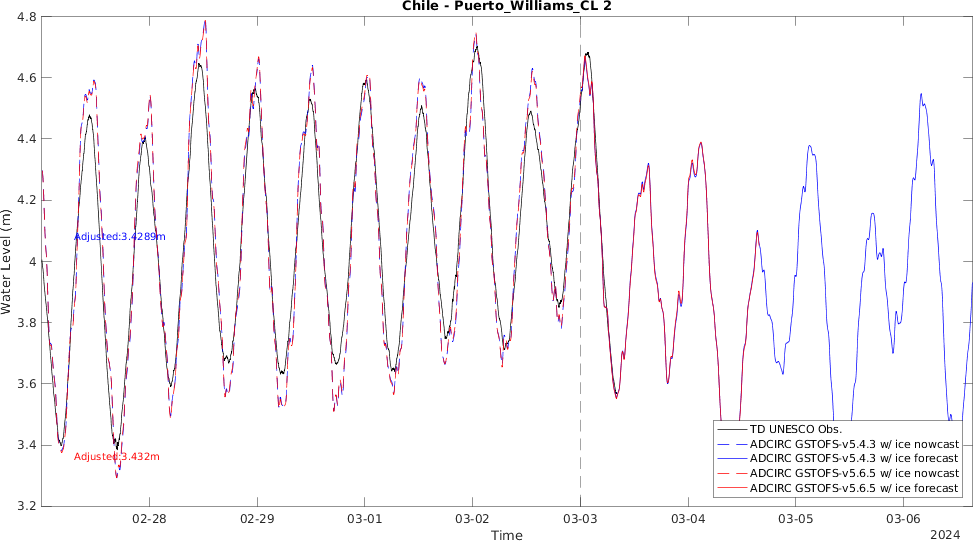 Chile - Puerto_Williams_CL 2
Water Level (m)
4.8
4.6
4.4
4.2
4
3.8
3.6
3.4
3.2
Adjusted:3.4289m
Adjusted:3.432m
TD UNESCO Obs.
ADCIRC GSTOFS-v5.4.3 w/ ice nowcast
ADCIRC GSTOFS-v5.4.3 w/ ice forecast
ADCIRC GSTOFS-v5.6.5 w/ ice nowcast
ADCIRC GSTOFS-v5.6.5 w/ ice forecast
02-28 02-29 03-01 03-02 03-03 03-04 03-05 03-06
Time
2024